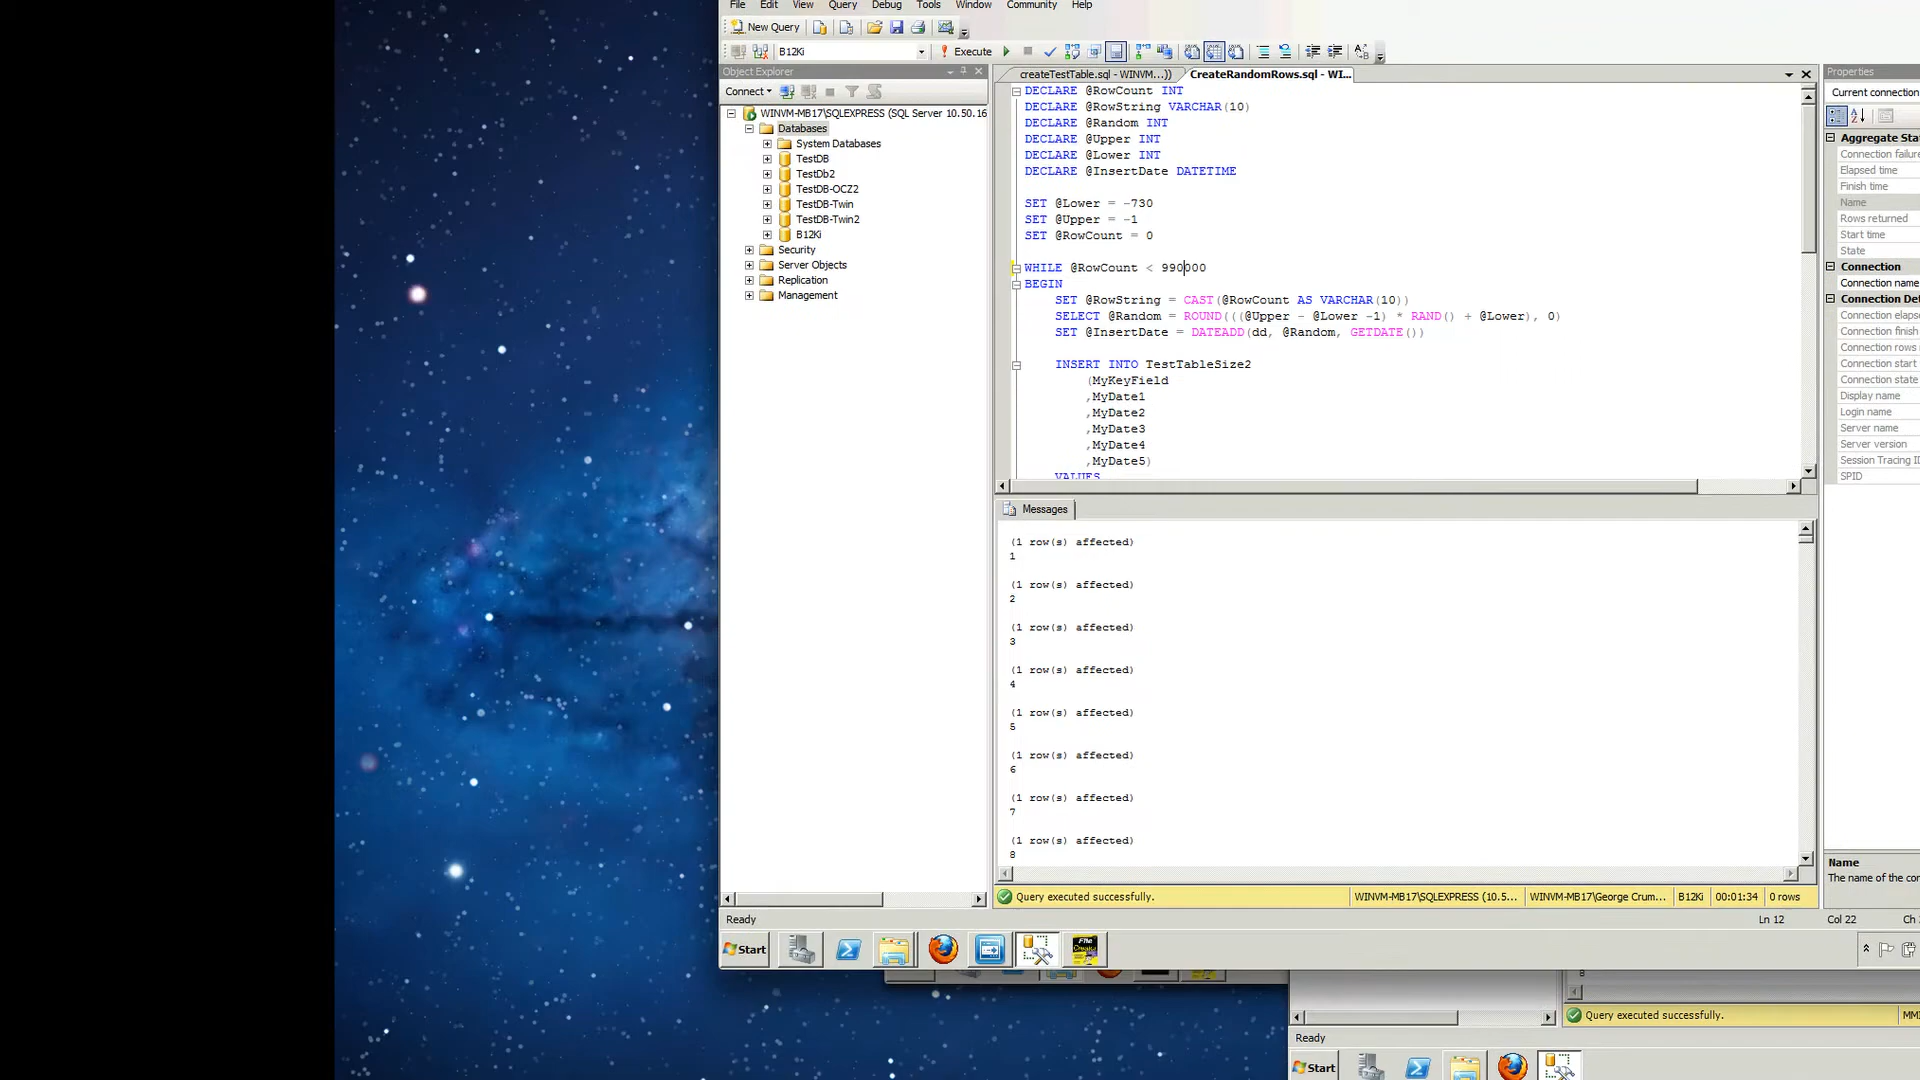 File Edit View Query Debug Tools Window Community Help
New Query
B12Ki Execute
Object Explorer
Connect
WINVM-MB17\SQLEXPRESS (SQL Server 10.50.16
Databases
System Databases
TestDB
TestDb2
TestDB-OCZ2
TestDB-Twin
TestDB-Twin2
B12Ki
Security
Server Objects
Replication
Management
createTestTable.sql - WINVM...)) CreateRandomRows.sql - WI...
DECLARE @RowCount INT
DECLARE @RowString VARCHAR(10)
DECLARE @Random INT
DECLARE @Upper INT
DECLARE @Lower INT
DECLARE @InsertDate DATETIME
SET @Lower = -730
SET @Upper = -1
SET @RowCount = 0
WHILE @RowCount < 990000
BEGIN
SET @RowString = CAST(@RowCount AS VARCHAR(10))
SELECT @Random = ROUND(((@Upper - @Lower -1) * RAND() + @Lower), 0)
SET @InsertDate = DATEADD(dd, @Random, GETDATE())
INSERT INTO TestTableSize2
(MyKeyField
,MyDate1
,MyDate2
,MyDate3
,MyDate4
,MyDate5)
VALUES
Messages
(1 row(s) affected)
1
(1 row(s) affected)
2
(1 row(s) affected)
3
(1 row(s) affected)
4
(1 row(s) affected)
5
(1 row(s) affected)
6
(1 row(s) affected)
7
(1 row(s) affected)
8
Query executed successfully. WINVM-MB17\SQLEXPRESS (10.5... WINVM-MB17\George Crum... B12Ki 00:01:34 0 rows
Properties
Current connection
Aggregate Sta
Connection failure
Elapsed time
Finish time
Name
Rows returned
Start time
State
Connection
Connection name
Connection Det
Connection elapse
Connection finish
Connection rows
Connection start
Connection state
Display name
Login name
Server name
Server version
Session Tracing ID
SPID
Name
The name of the con
Ready Ln 12 Col 22 Ch
Start
8
Query executed successfully. MM
Ready
Start